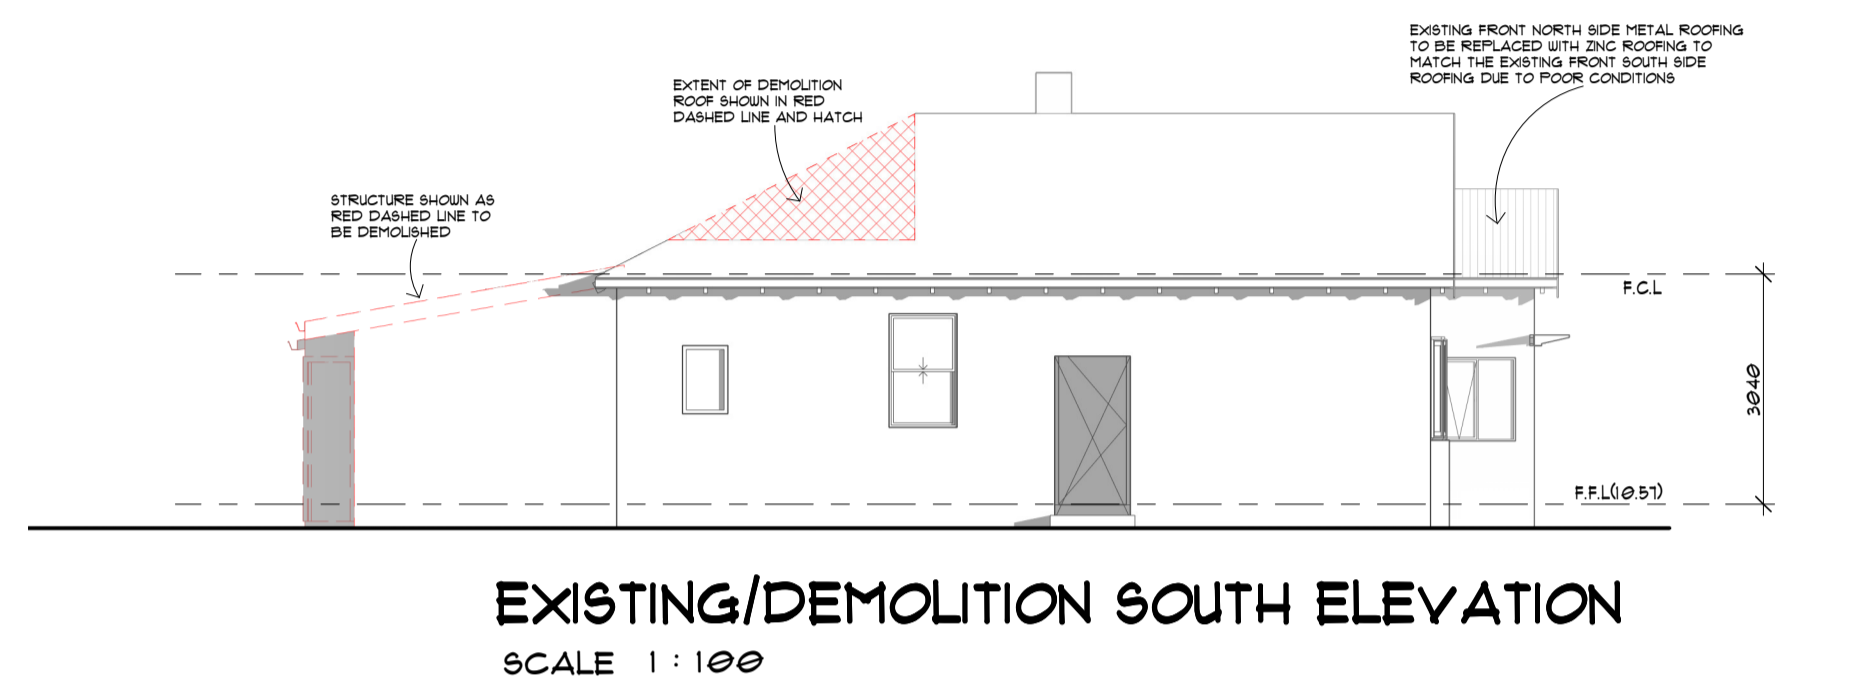 EXISTING FRONT NORTH SIDE METAL ROOFING
TO BE REPLACED WITH ZINC ROOFING TO
MATCH THE EXISTING FRONT SOUTH SIDE
ROOFING DUE TO POOR CONDITIONS
EXTENT OF DEMOLITION
ROOF SHOWN IN RED
DASHED LINE AND HATCH
STRUCTURE SHOWN AS
RED DASHED LINE TO
BE DEMOLISHED
F.C.L
3040
F.F.L(10.57)
EXISTING/DEMOLITION SOUTH ELEVATION
SCALE 1 : 100